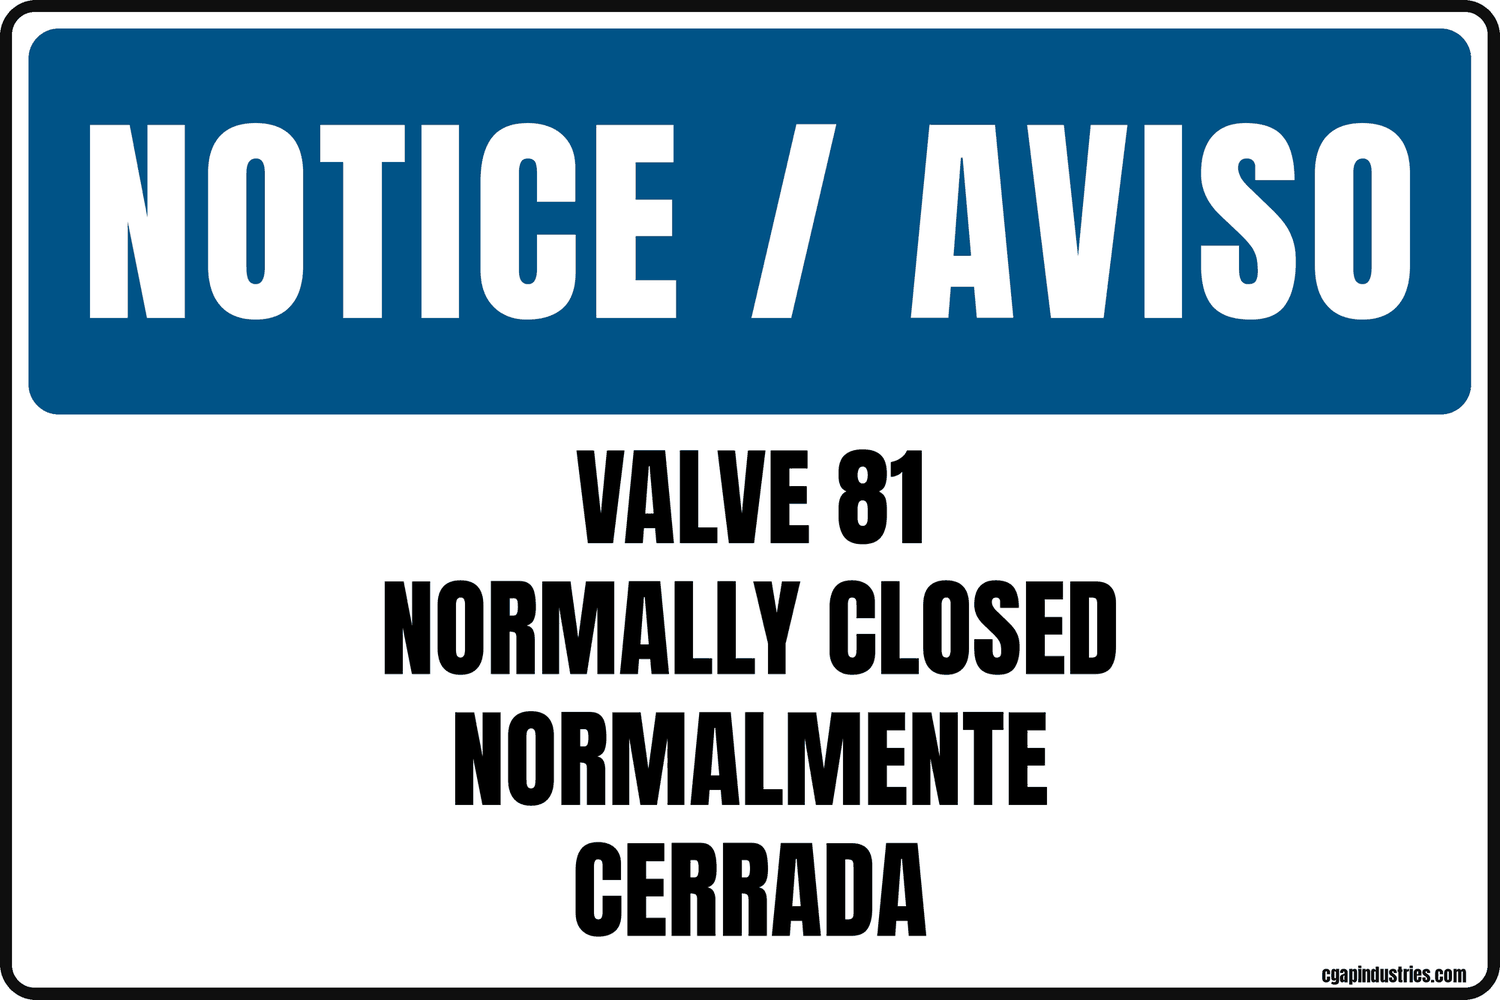 NOTICE / AVISO
VALVE 81
NORMALLY CLOSED
NORMALMENTE
CERRADA
cgapindustries.com